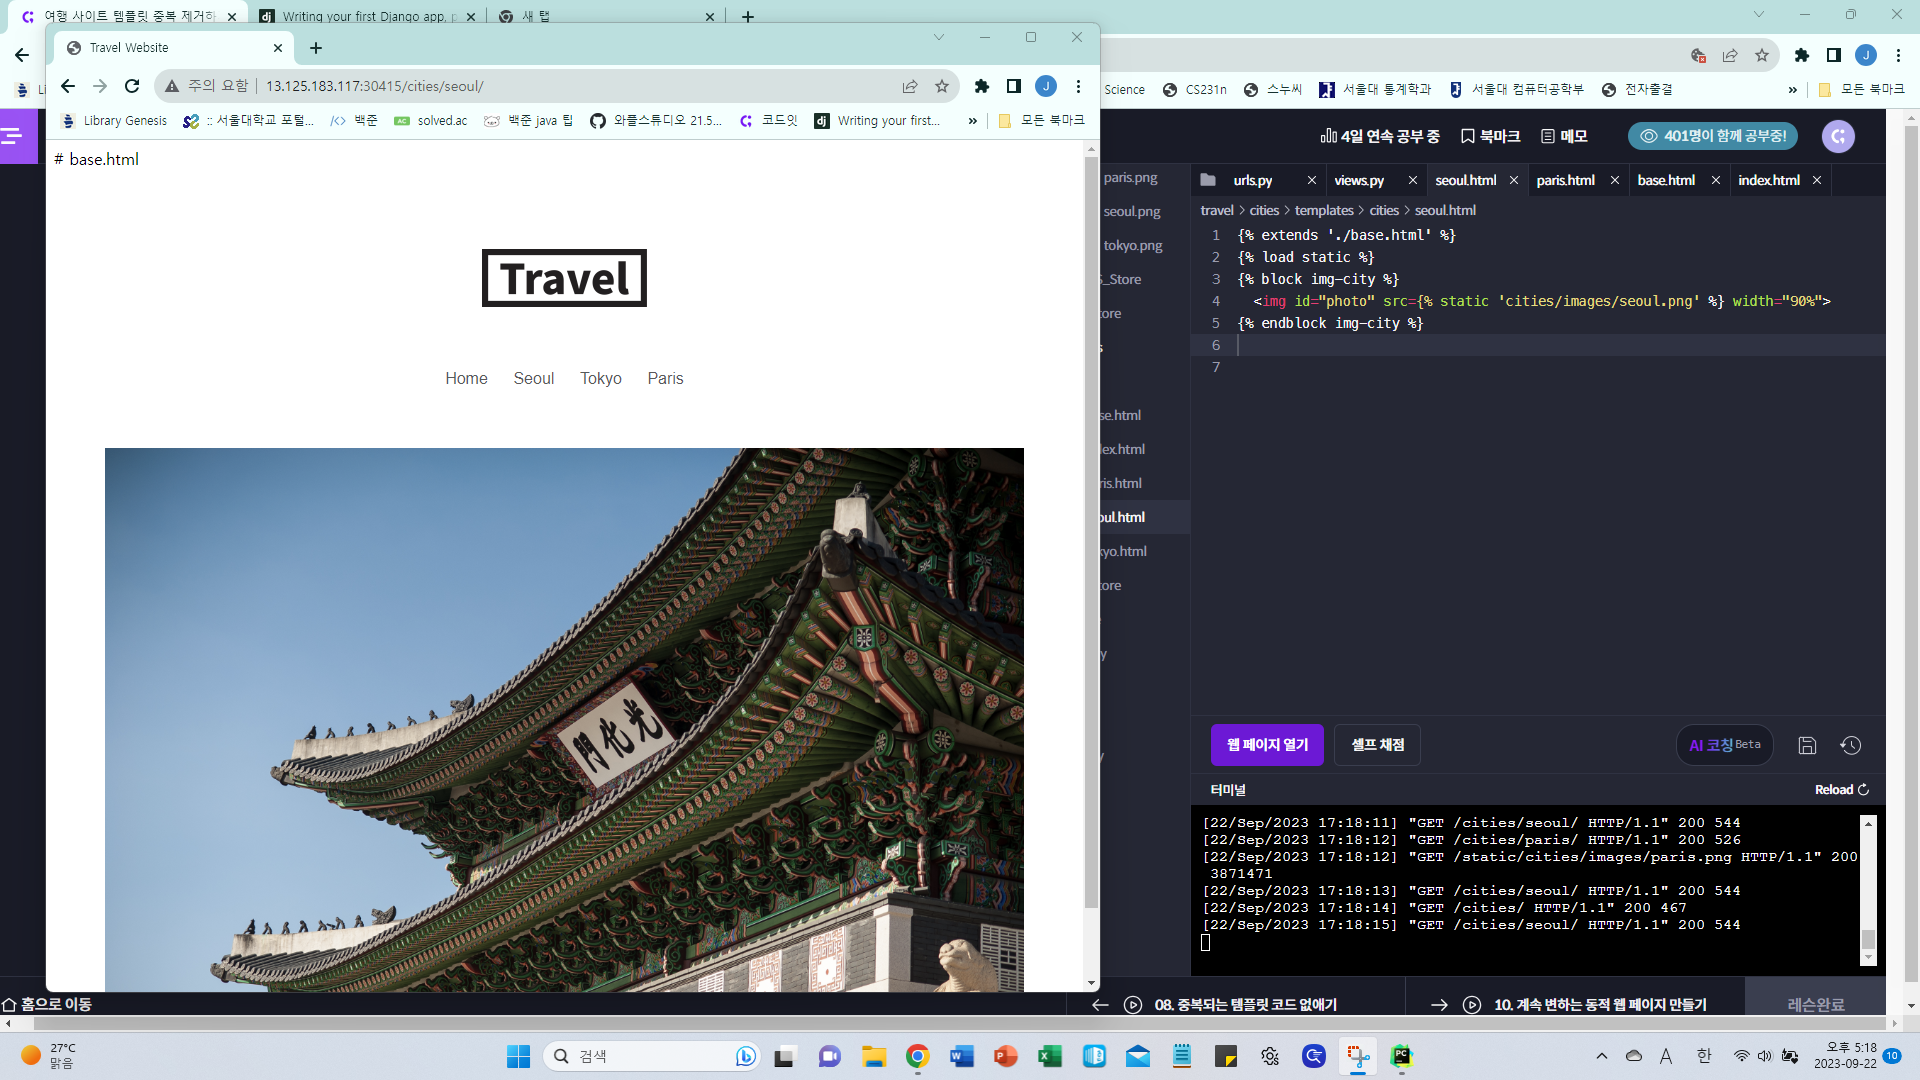 여행 사이트 템플릿 중복 제거하
Writing your first Django app, p
새 탭
Travel Website
주의 요함
13.125.183.117:30415/cities/seoul/
Library Genesis
:: 서울대학교 포털...
백준
solved.ac
백준 java 팁
와플스튜디오 21.5...
코드잇
Writing your first...
»
모든 북마크
Science
CS231n
스누씨
서울대 통계학과
서울대 컴퓨터공학부
전자출결
»
모든 북마크
# base.html
Travel
Home
Seoul
Tokyo
Paris
光化門
4일 연속 공부 중
북마크
메모
401명이 함께 공부중!
paris.png
seoul.png
tokyo.png
S_Store
tore
s
se.html
dex.html
ris.html
oul.html
kyo.html
tore
y
y
urls.py
views.py
seoul.html
paris.html
base.html
index.html
travel > cities > templates > cities > seoul.html
1 {% extends './base.html' %}
2 {% load static %}
3 {% block img-city %}
4 <img id="photo" src={% static 'cities/images/seoul.png' %} width="90%">
5 {% endblock img-city %}
6
7
웹 페이지 열기
셀프 채점
AI 코칭 Beta
터미널
Reload
[22/Sep/2023 17:18:11] "GET /cities/seoul/ HTTP/1.1" 200 544
[22/Sep/2023 17:18:12] "GET /cities/paris/ HTTP/1.1" 200 526
[22/Sep/2023 17:18:12] "GET /static/cities/images/paris.png HTTP/1.1" 200
3871471
[22/Sep/2023 17:18:13] "GET /cities/seoul/ HTTP/1.1" 200 544
[22/Sep/2023 17:18:14] "GET /cities/ HTTP/1.1" 200 467
[22/Sep/2023 17:18:15] "GET /cities/seoul/ HTTP/1.1" 200 544
홈으로 이동
08. 중복되는 템플릿 코드 없애기
10. 계속 변하는 동적 웹 페이지 만들기
레슨완료
27°C
맑음
검색
A
한
오후 5:18
2023-09-22
10